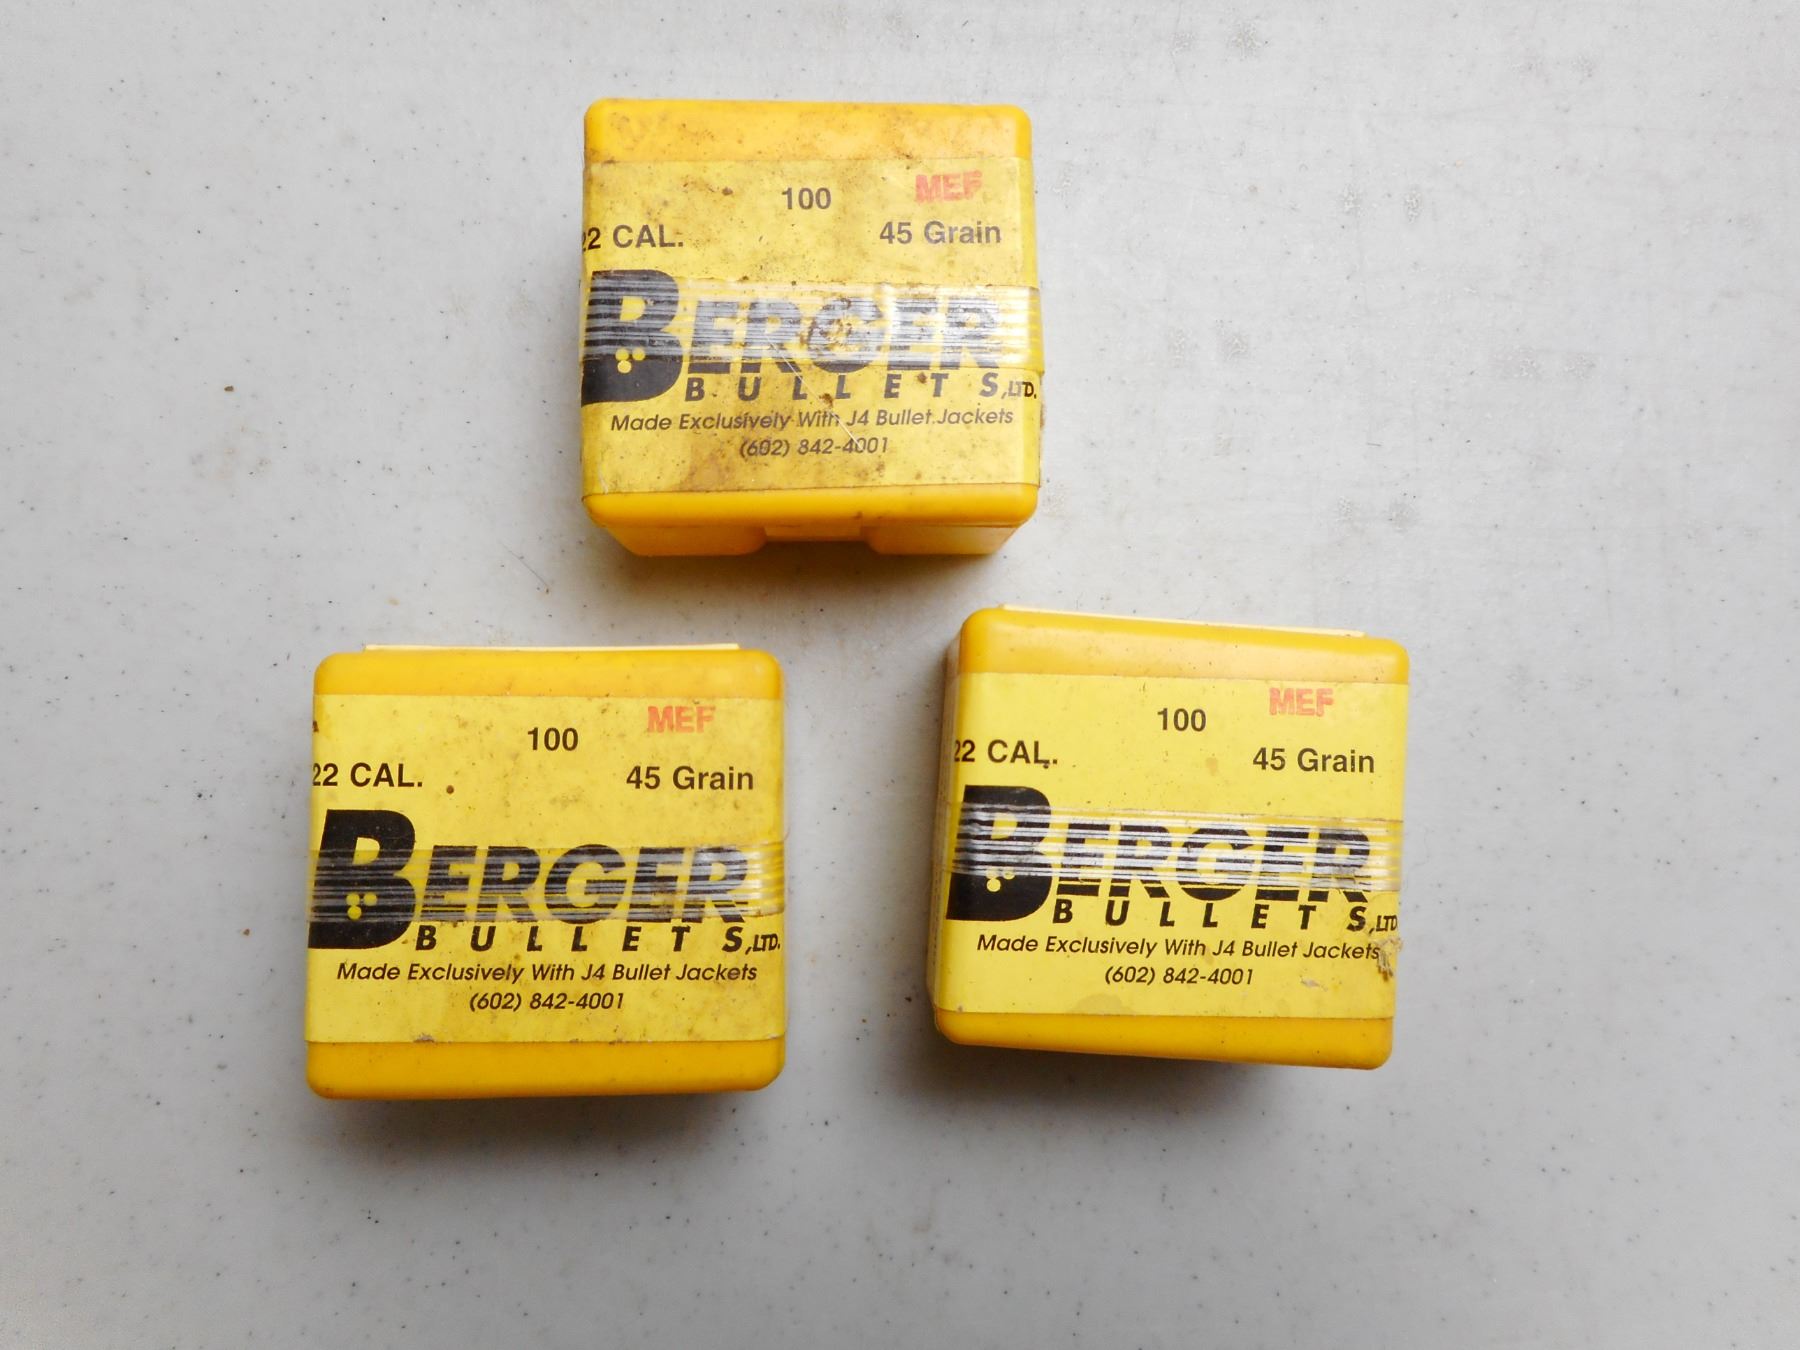 100 MEF
22 CAL. 45 Grain
BERGER
BULLETS, LTD.
Made Exclusively With J4 Bullet Jackets
(602) 842-4001
100 MEF
22 CAL. 45 Grain
BERGER
BULLETS, LTD.
Made Exclusively With J4 Bullet Jackets
(602) 842-4001
100 MEF
22 CAL. 45 Grain
BERGER
BULLETS, LTD.
Made Exclusively With J4 Bullet Jackets
(602) 842-4001